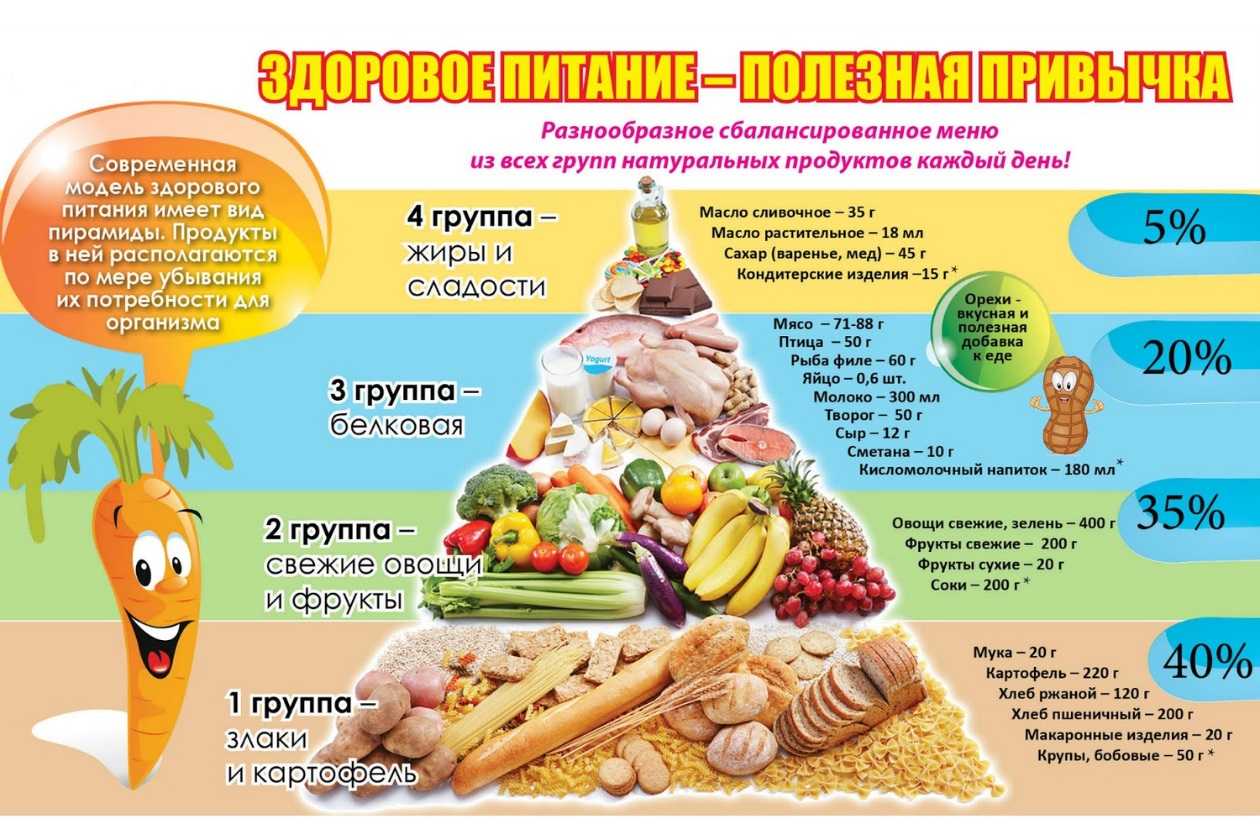 ЗДОРОВОЕ ПИТАНИЕ – ПОЛЕЗНАЯ ПРИВЫЧКА
Разнообразное сбалансированное меню
из всех групп натуральных продуктов каждый день!
Современная
модель здорового
питания имеет вид
пирамиды. Продукты
в ней располагаются
по мере убывания
их потребности для
организма
4 группа –
жиры и
сладости
Масло сливочное – 35 г
Масло растительное – 18 мл
Сахар (варенье, мед) – 45 г
Кондитерские изделия –15 г*
5%
Орехи -
вкусная и
полезная
добавка
к еде
3 группа –
белковая
Yogurt
Мясо – 71-88 г
Птица – 50 г
Рыба филе – 60 г
Яйцо – 0,6 шт.
Молоко – 300 мл
Творог – 50 г
Сыр – 12 г
Сметана – 10 г
Кисломолочный напиток – 180 мл*
20%
2 группа –
свежие овощи
и фрукты
Овощи свежие, зелень – 400 г
Фрукты свежие – 200 г
Фрукты сухие – 20 г
Соки – 200 г*
35%
1 группа –
злаки
и картофель
Мука – 20 г
Картофель – 220 г
Хлеб ржаной – 120 г
Хлеб пшеничный – 200 г
Макаронные изделия – 20 г
Крупы, бобовые – 50 г*
40%